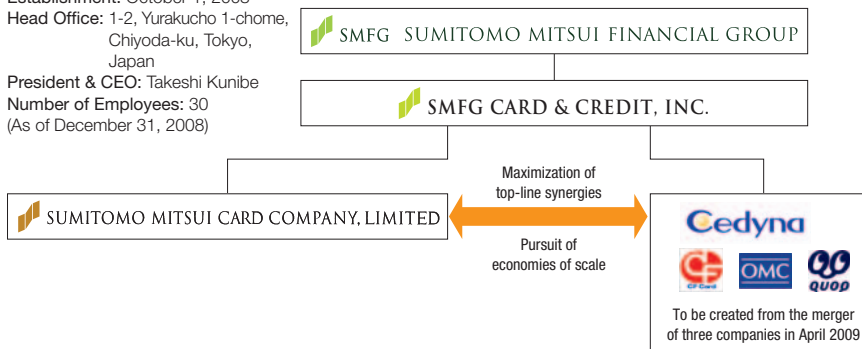 Head Office: 1-2, Yurakucho 1-chome,
Chiyoda-ku, Tokyo,
Japan
President & CEO: Takeshi Kunibe
Number of Employees: 30
(As of December 31, 2008)
SMFG SUMITOMO MITSUI FINANCIAL GROUP
SMFG CARD & CREDIT, INC.
SUMITOMO MITSUI CARD COMPANY, LIMITED
Maximization of
top-line synergies
Pursuit of
economies of scale
Cedyna
CF Card
OMC
QUOQ
To be created from the merger
of three companies in April 2009